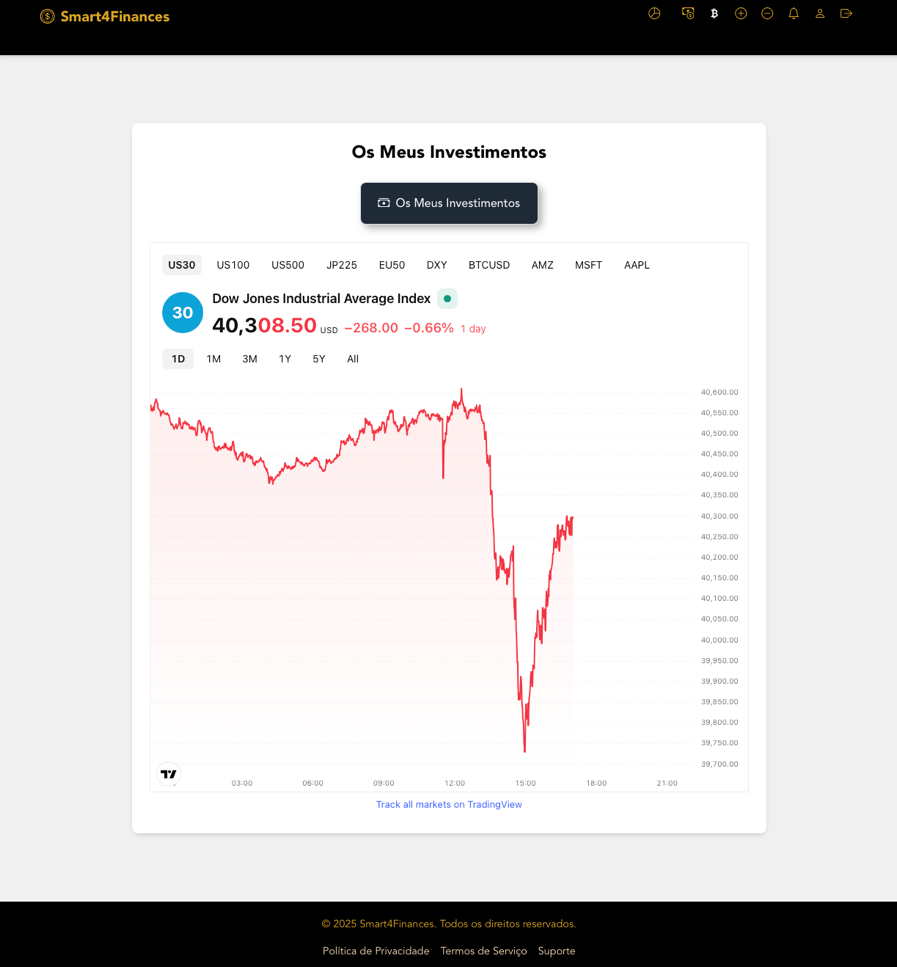 Smart4Finances
Os Meus Investimentos
Os Meus Investimentos
US30 US100 US500 JP225 EU50 DXY BTCUSD AMZ MSFT AAPL
30
Dow Jones Industrial Average Index
40,308.50 USD −268.00 −0.66% 1 day
1D 1M 3M 1Y 5Y All
40,600.00
40,550.00
40,500.00
40,450.00
40,400.00
40,350.00
40,300.00
40,250.00
40,200.00
40,150.00
40,100.00
40,050.00
40,000.00
39,950.00
39,900.00
39,850.00
39,800.00
39,750.00
39,700.00
03:00 06:00 09:00 12:00 15:00 18:00 21:00
Track all markets on TradingView
© 2025 Smart4Finances. Todos os direitos reservados.
Política de Privacidade Termos de Serviço Suporte